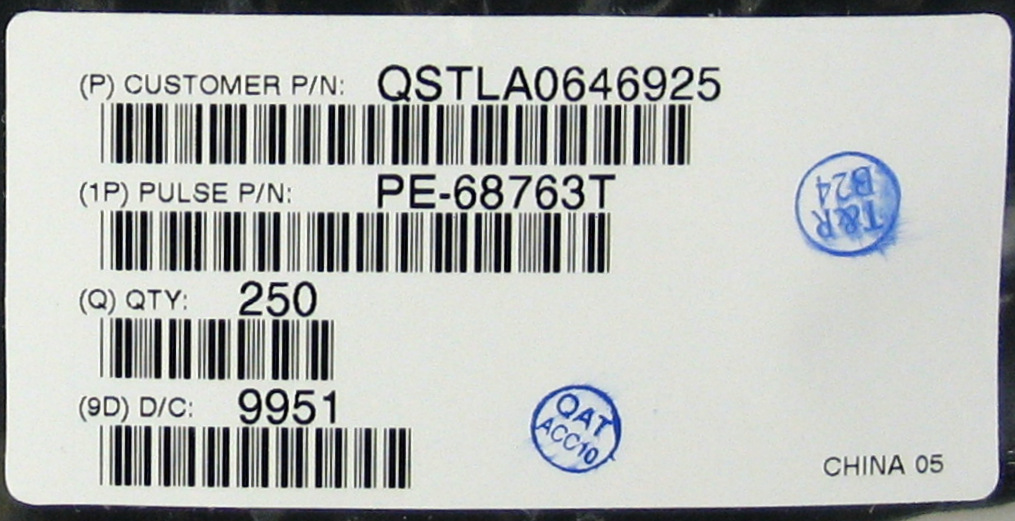 (P) CUSTOMER P/N: QSTLA0646925
(1P) PULSE P/N: PE-68763T
T&R
B24
(Q) QTY: 250
(9D) D/C: 9951
QAT
ACC10
CHINA 05